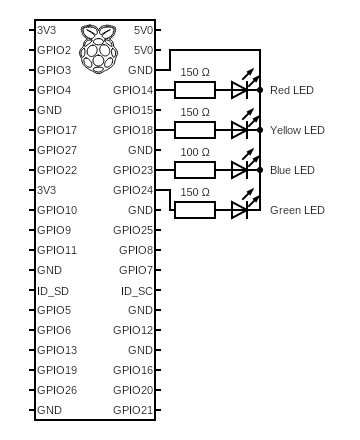 3V3 5V0
GPIO2 5V0
GPIO3 GND
150 Ω
GPIO4 GPIO14 Red LED
GND GPIO15
150 Ω
GPIO17 GPIO18 Yellow LED
GPIO27 GND
100 Ω
GPIO22 GPIO23 Blue LED
3V3 GPIO24
150 Ω
GPIO10 GND Green LED
GPIO9 GPIO25
GPIO11 GPIO8
GND GPIO7
ID_SD ID_SC
GPIO5 GND
GPIO6 GPIO12
GPIO13 GND
GPIO19 GPIO16
GPIO26 GPIO20
GND GPIO21